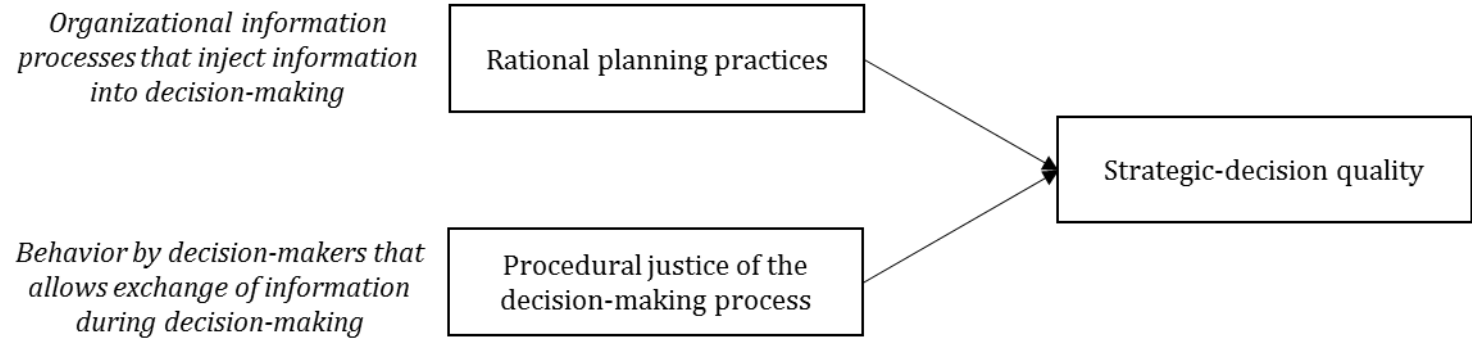 Organizational information
processes that inject information
into decision-making
Rational planning practices
Strategic-decision quality
Behavior by decision-makers that
allows exchange of information
during decision-making
Procedural justice of the
decision-making process